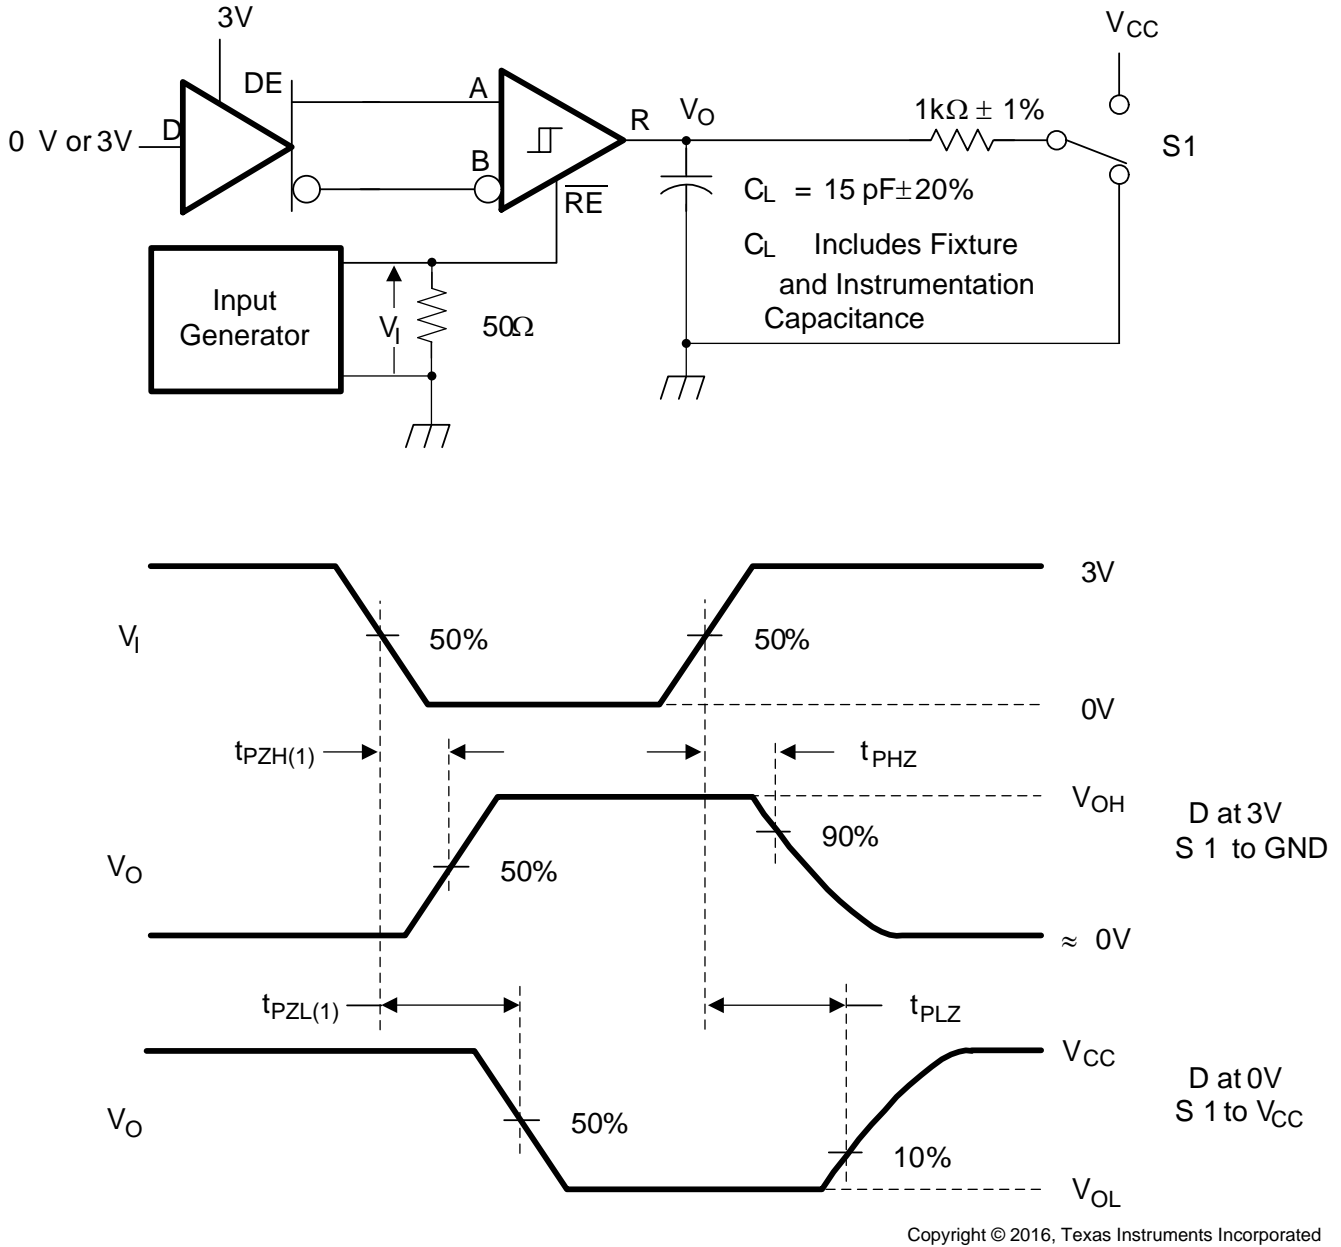 3V
V_CC
DE
A
R
V_O
1kΩ ± 1%
0 V or 3V
D
S1
B
RE
C_L = 15 pF±20%
C_L Includes Fixture
and Instrumentation
Capacitance
Input
Generator
V_I
50Ω
3V
V_I
50%
50%
0V
t_PZH(1)
t_PHZ
V_OH
D at 3V
S 1 to GND
90%
V_O
50%
≈ 0V
t_PZL(1)
t_PLZ
V_CC
D at 0V
S 1 to V_CC
V_O
50%
10%
V_OL
Copyright © 2016, Texas Instruments Incorporated